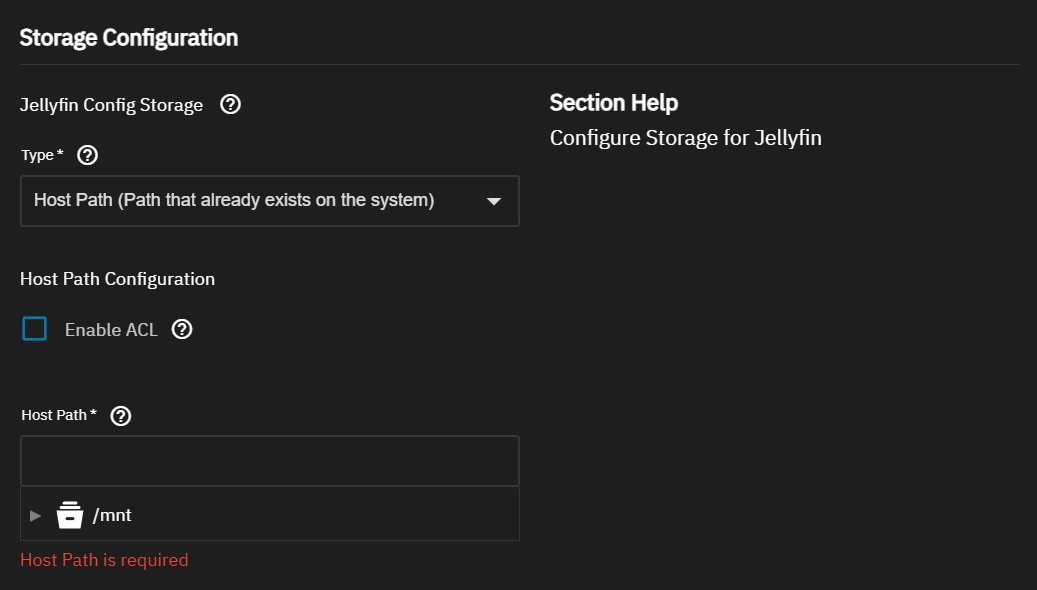 Storage Configuration
Jellyfin Config Storage
Type *
Host Path (Path that already exists on the system)
Host Path Configuration
Enable ACL
Host Path *
/mnt
Host Path is required
Section Help
Configure Storage for Jellyfin